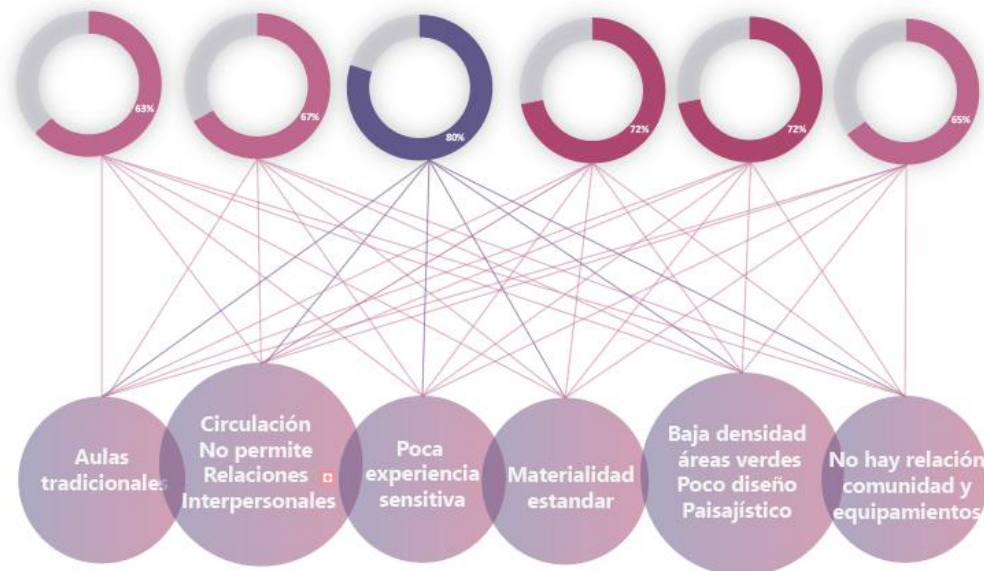 63%
67%
80%
72%
72%
65%
Aulas
tradicionales
Circulación
No permite
Relaciones
Interpersonales
Poca
experiencia
sensitiva
Materialidad
estandar
Baja densidad
áreas verdes
Poco diseño
Paisajístico
No hay relación
comunidad y
equipamientos